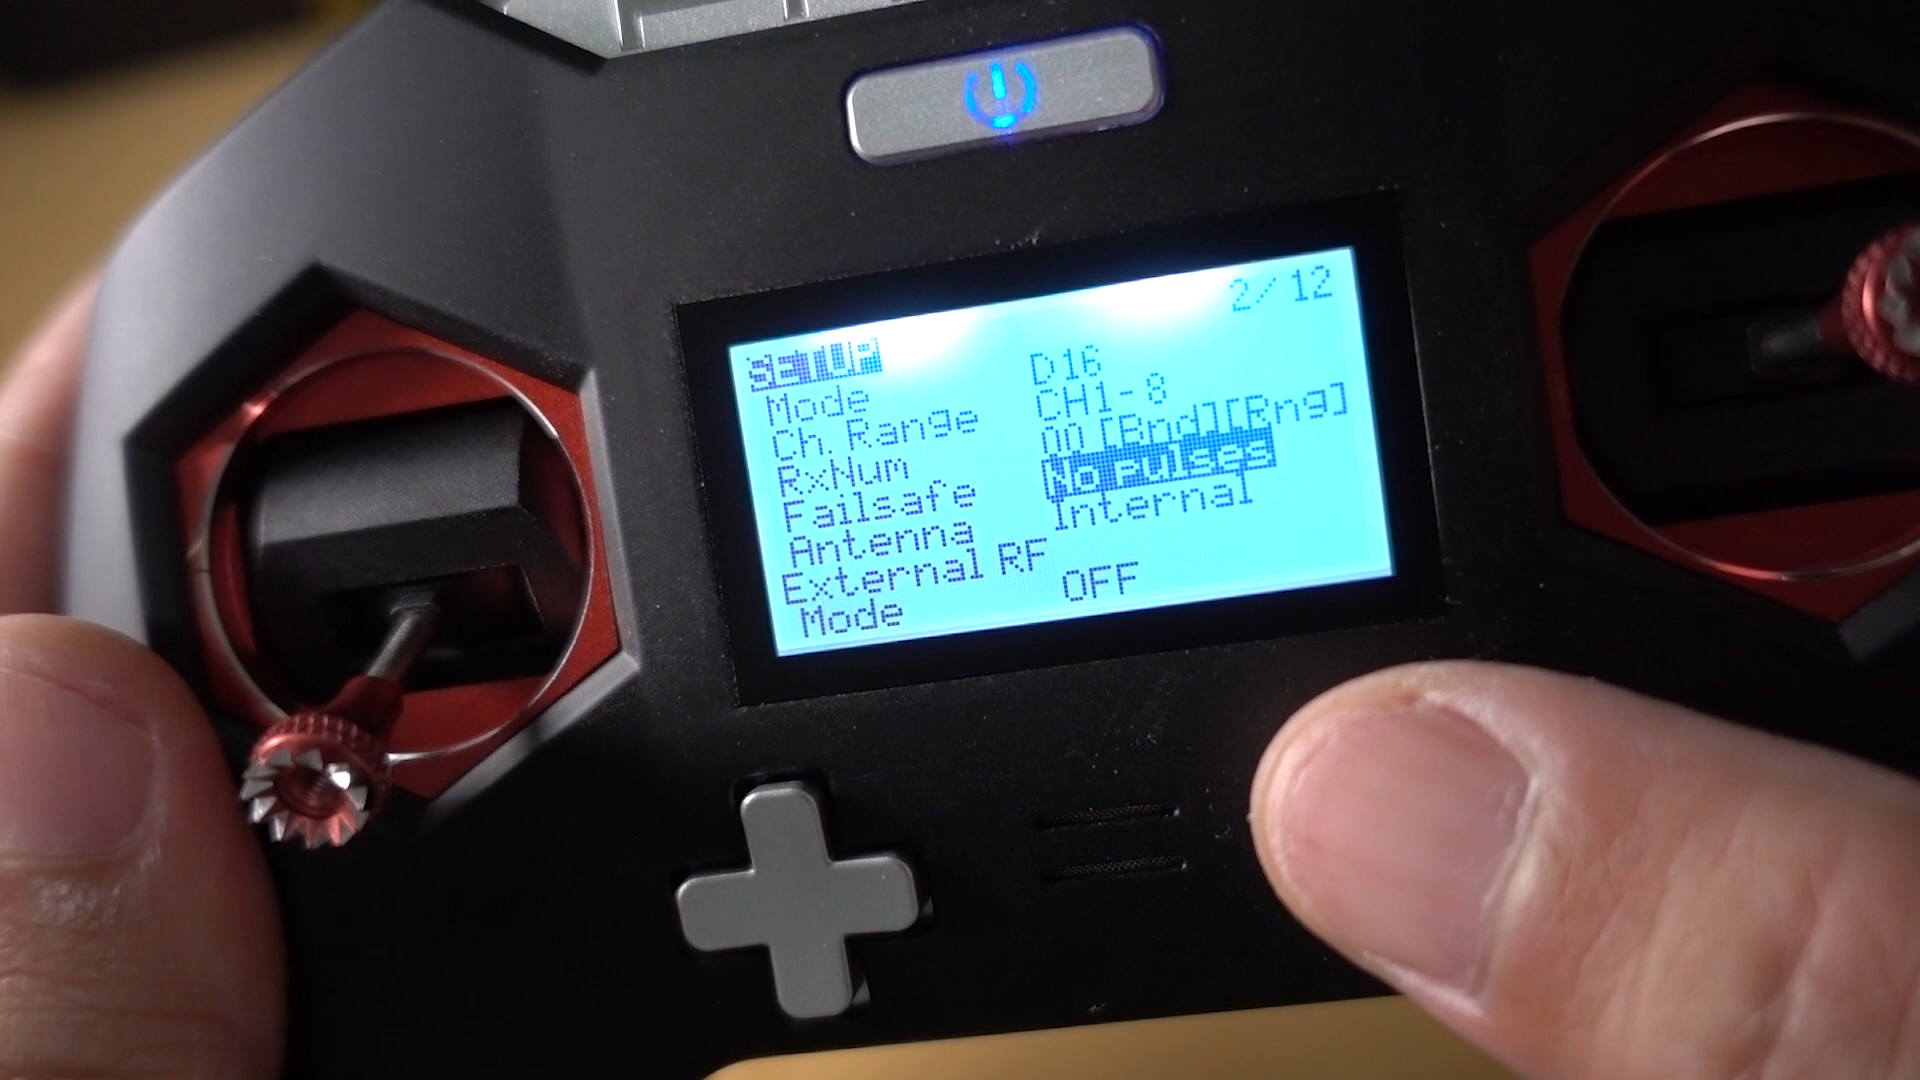 SETUP 2/12
Mode D16
Ch. Range CH1-8
RxNum 00 [Bnd][Rng]
Failsafe No pulses
Antenna Internal
External RF
Mode OFF